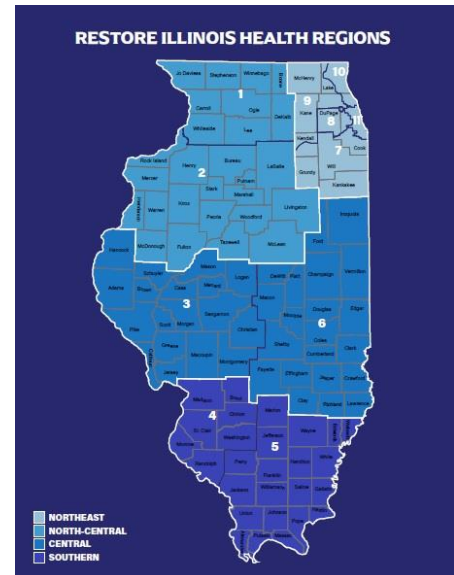 RESTORE ILLINOIS HEALTH REGIONS
Jo Daviess Stephenson Winnebago Boone McHenry Lake 10
1
9
Carroll Ogle DeKalb Kane DuPage 8 11
Whiteside Lee
Kendall Cook
7
Will
Grundy
Kankakee
Rock Island Henry Bureau LaSalle
Mercer 2 Putnam
Stark
Marshall
Warren Knox Livingston
Peoria Woodford
Tazewell
McDonough Fulton McLean
Iroquois
Ford
Hancock Schuyler Mason Logan DeWitt Piatt Champaign Vermilion
Adams Brown Cass Menard Macon
3 Sangamon Douglas Edgar
Pike Scott Morgan Christian 6
Coles
Greene Macoupin Shelby Cumberland Clark
Jersey Montgomery
Fayette Effingham Jasper Crawford
Clay Richland Lawrence
Madison Bond
4 Clinton Marion Wayne
St. Clair
Washington Jefferson
Monroe 5
Randolph Perry Hamilton White
Franklin
Jackson Williamson Saline Gallatin
Union Johnson Pope
Pulaski Massac
NORTHEAST
NORTH-CENTRAL
CENTRAL
SOUTHERN